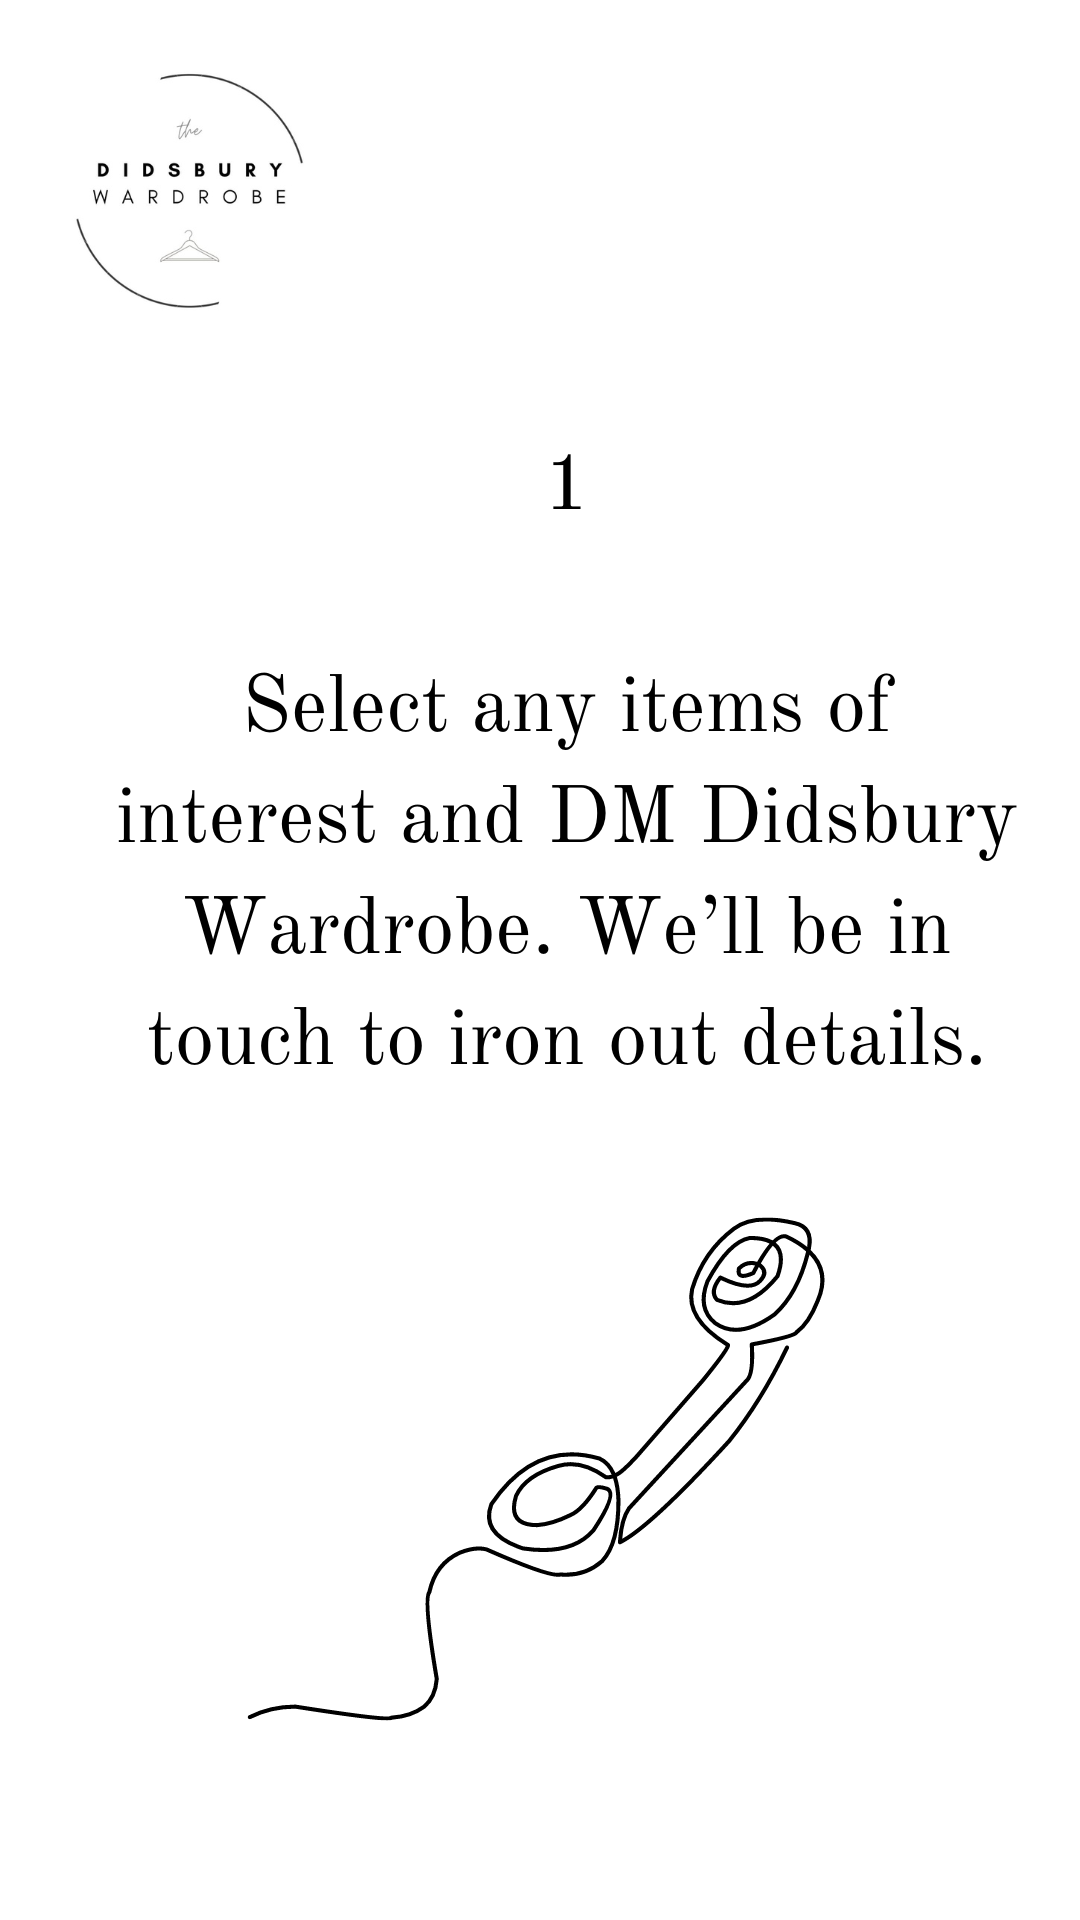 the
DIDSBURY
WARDROBE
1
Select any items of
interest and DM Didsbury
Wardrobe. We’ll be in
touch to iron out details.